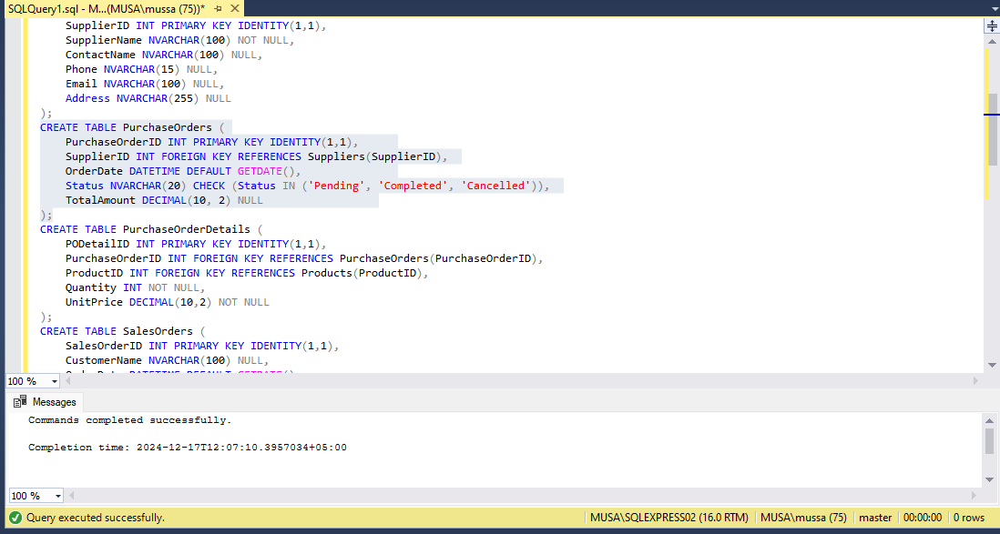 SQLQuery1.sql - M...(MUSA\mussa (75))*
SupplierID INT PRIMARY KEY IDENTITY(1,1),
SupplierName NVARCHAR(100) NOT NULL,
ContactName NVARCHAR(100) NULL,
Phone NVARCHAR(15) NULL,
Email NVARCHAR(100) NULL,
Address NVARCHAR(255) NULL
);
CREATE TABLE PurchaseOrders (
PurchaseOrderID INT PRIMARY KEY IDENTITY(1,1),
SupplierID INT FOREIGN KEY REFERENCES Suppliers(SupplierID),
OrderDate DATETIME DEFAULT GETDATE(),
Status NVARCHAR(20) CHECK (Status IN ('Pending', 'Completed', 'Cancelled')),
TotalAmount DECIMAL(10, 2) NULL
);
CREATE TABLE PurchaseOrderDetails (
PODetailID INT PRIMARY KEY IDENTITY(1,1),
PurchaseOrderID INT FOREIGN KEY REFERENCES PurchaseOrders(PurchaseOrderID),
ProductID INT FOREIGN KEY REFERENCES Products(ProductID),
Quantity INT NOT NULL,
UnitPrice DECIMAL(10,2) NOT NULL
);
CREATE TABLE SalesOrders (
SalesOrderID INT PRIMARY KEY IDENTITY(1,1),
CustomerName NVARCHAR(100) NULL,
100 %
Messages
Commands completed successfully.
Completion time: 2024-12-17T12:07:10.3957034+05:00
100 %
Query executed successfully. MUSA\SQLEXPRESS02 (16.0 RTM) MUSA\mussa (75) master 00:00:00 0 rows